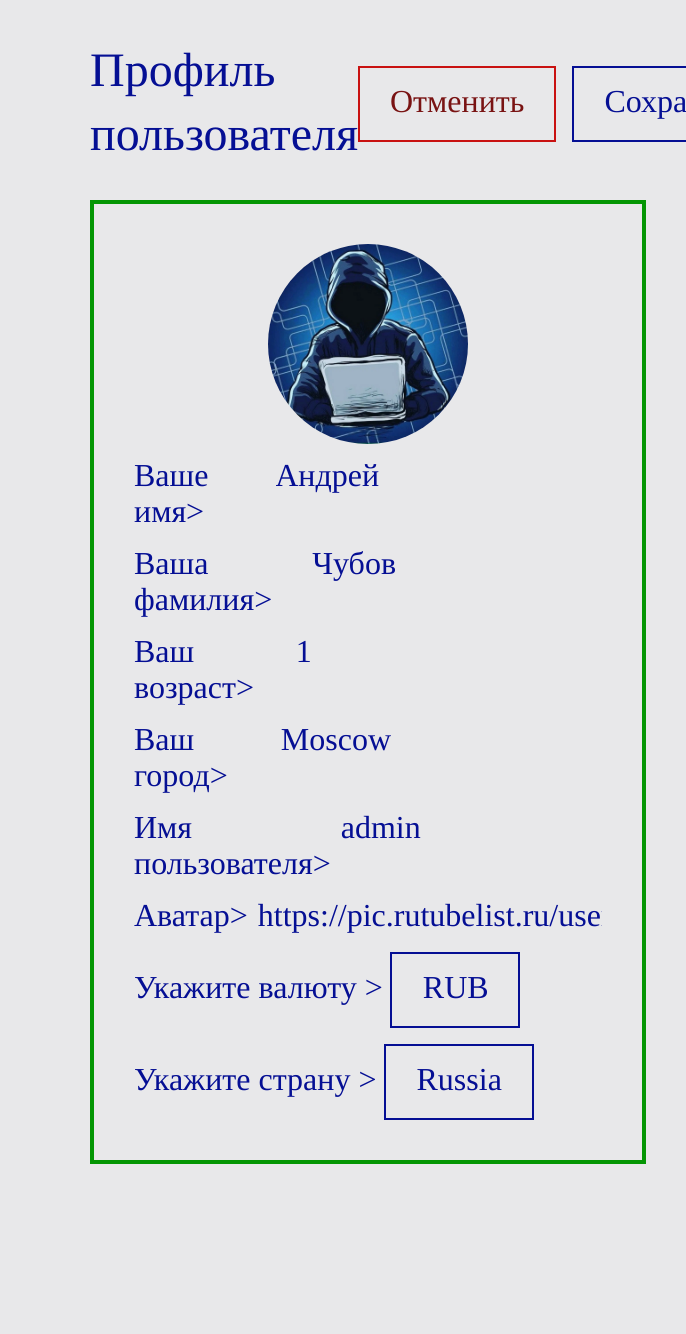 Профиль
пользователя
Отменить
Сохра
Ваше Андрей
имя>
Ваша Чубов
фамилия>
Ваш 1
возраст>
Ваш Moscow
город>
Имя admin
пользователя>
Аватар> https://pic.rutubelist.ru/use
Укажите валюту > RUB
Укажите страну > Russia